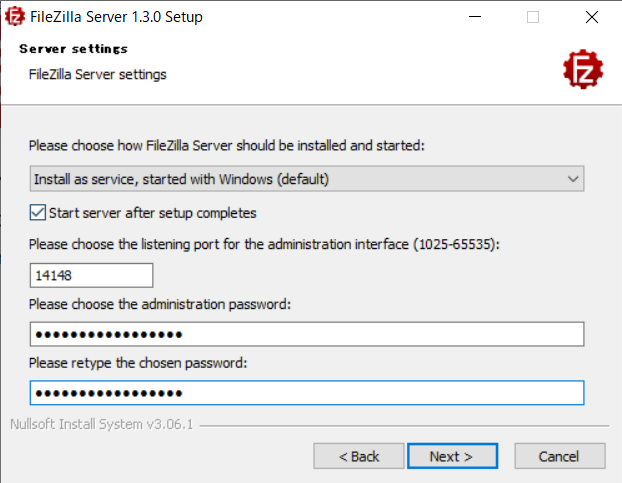 FileZilla Server 1.3.0 Setup
Server settings
FileZilla Server settings
Fz
Please choose how FileZilla Server should be installed and started:
Install as service, started with Windows (default)
Start server after setup completes
Please choose the listening port for the administration interface (1025-65535):
14148
Please choose the administration password:
●●●●●●●●●●●●●●●●●
Please retype the chosen password:
●●●●●●●●●●●●●●●●●
Nullsoft Install System v3.06.1
< Back Next > Cancel